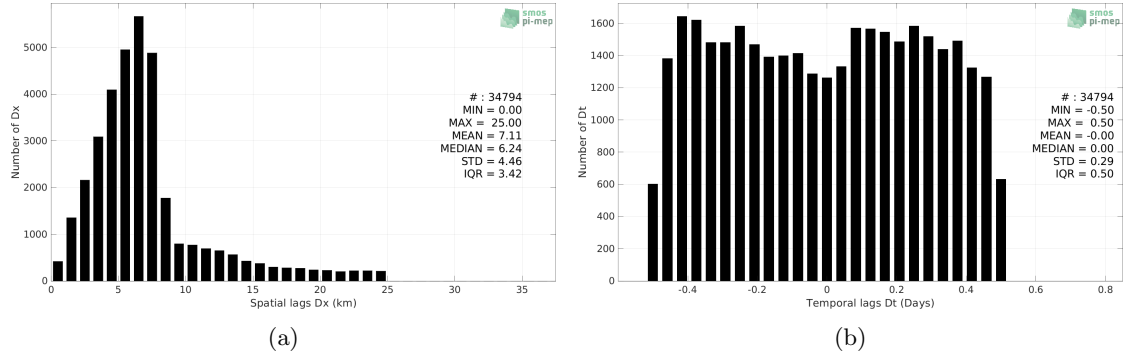 smos
pi-mep
Number of Dx
5000
4000
3000
2000
1000
0
# : 34794
MIN = 0.00
MAX = 25.00
MEAN = 7.11
MEDIAN = 6.24
STD = 4.46
IQR = 3.42
0 5 10 15 20 25 30 35
Spatial lags Dx (km)
(a)
smos
pi-mep
Number of Dt
1600
1400
1200
1000
800
600
400
200
0
# : 34794
MIN = -0.50
MAX = 0.50
MEAN = -0.00
MEDIAN = 0.00
STD = 0.29
IQR = 0.50
-0.4 -0.2 0 0.2 0.4 0.6 0.8
Temporal lags Dt (Days)
(b)